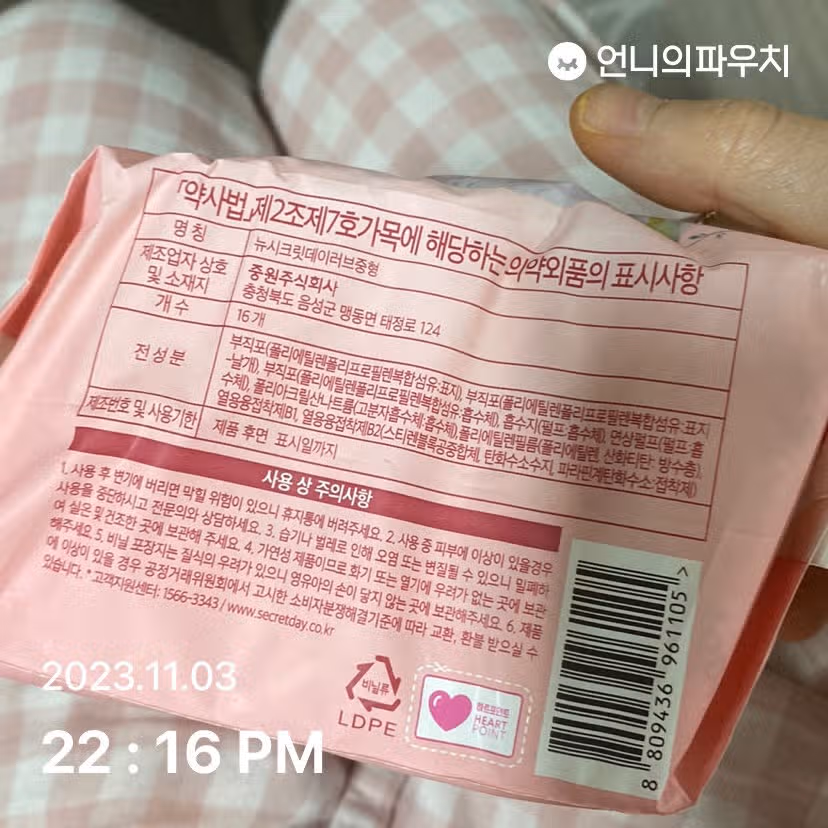 언니의파우치
「약사법」제2조제7호가목에 해당하는 의약외품의 표시사항
명 칭
뉴시크릿데이러브중형
제조업자 상호
및 소재지
중원주식회사
충청북도 음성군 맹동면 태정로 124
개 수
16 개
전 성 분
부직포(폴리에틸렌폴리프로필렌복합섬유:표지), 부직포(폴리에틸렌폴리프로필렌복합섬유:표지
-날개), 부직포(폴리에틸렌폴리프로필렌복합섬유:흡수체), 흡수지(펄프·흡수체), 면상펄프(펄프·흡
수체), 폴리아크릴산나트륨(고분자흡수체:흡수체), 폴리에틸렌필름(폴리에틸렌, 산화티탄: 방수층),
열용융접착제B1, 열용융접착제B2(스티렌블록공중합체, 탄화수소수지, 파라핀계탄화수소:접착제)
제조번호 및 사용기한
제품 후면 표시일까지
사용 상 주의사항
1. 사용 후 변기에 버리면 막힐 위험이 있으니 휴지통에 버려주세요. 2. 사용 중 피부에 이상이 있을경우
사용을 중단하시고 전문의와 상담하세요. 3. 습기나 벌레로 인해 오염 또는 변질될 수 있으니 밀폐하
여 실온 및 건조한 곳에 보관해 주세요. 4. 가연성 제품이므로 화기 또는 열기에 우려가 없는 곳에 보관
해주세요. 5. 비닐 포장지는 질식의 우려가 있으니 영유아의 손이 닿지 않는 곳에 보관해주세요. 6. 제품
에 이상이 있을 경우 공정거래위원회에서 고시한 소비자분쟁해결기준에 따라 교환, 환불 받으실 수
있습니다. * 고객지원센터: 1566-3343 / www.secretday.co.kr
비닐류
LDPE
하트포인트
HEART
POINT
8 809436 961105 >
2023.11.03
22 : 16 PM